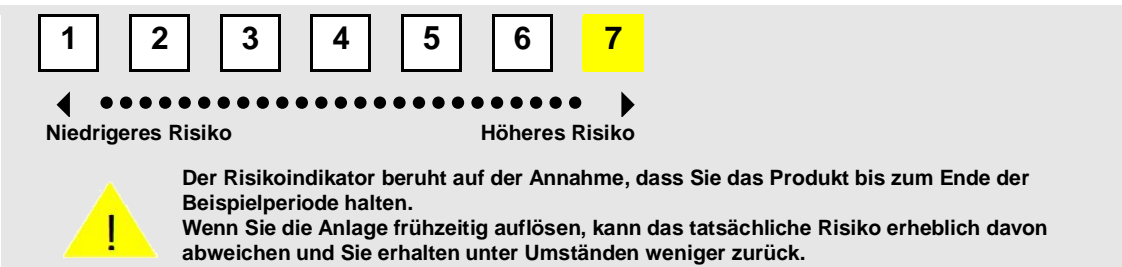 1 2 3 4 5 6 7
Niedrigeres Risiko Höheres Risiko
Der Risikoindikator beruht auf der Annahme, dass Sie das Produkt bis zum Ende der
Beispielperiode halten.
Wenn Sie die Anlage frühzeitig auflösen, kann das tatsächliche Risiko erheblich davon
abweichen und Sie erhalten unter Umständen weniger zurück.
!